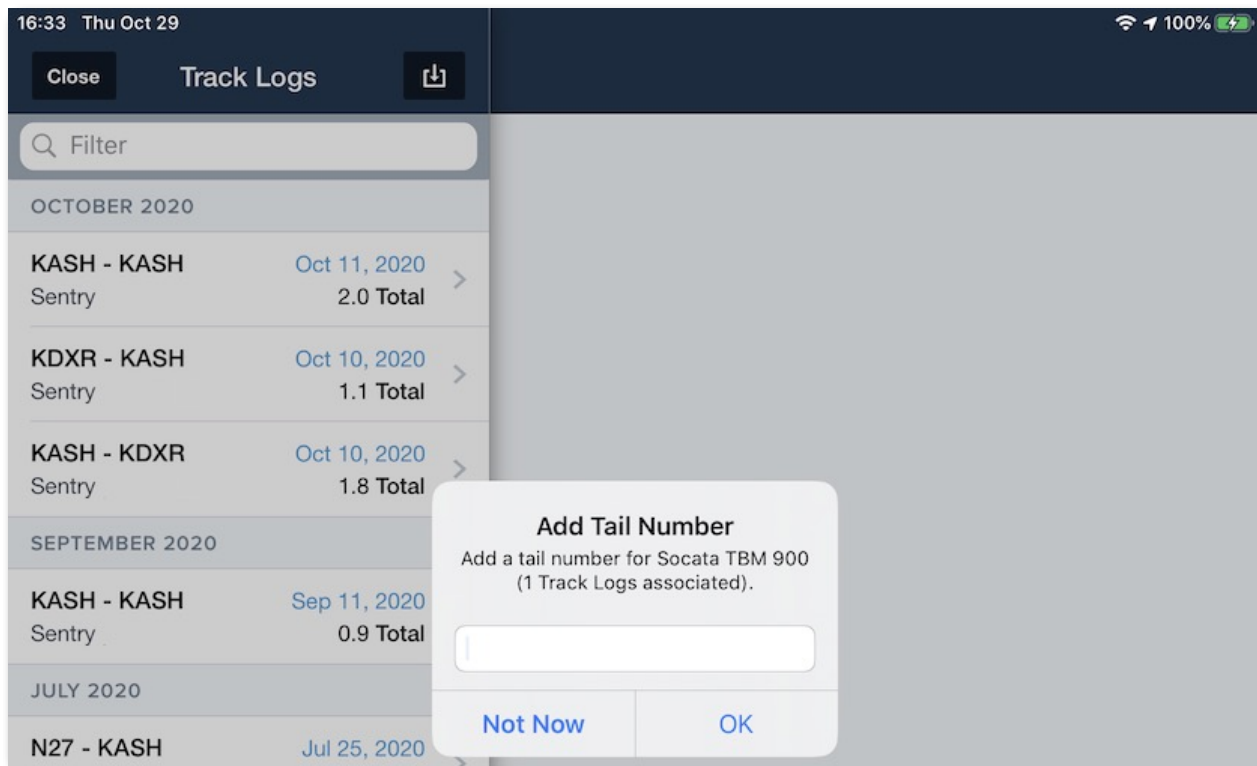 16:33 Thu Oct 29
100%
Close
Track Logs
Filter
OCTOBER 2020
KASH - KASH
Oct 11, 2020
Sentry
2.0 Total
KDXR - KASH
Oct 10, 2020
Sentry
1.1 Total
KASH - KDXR
Oct 10, 2020
Sentry
1.8 Total
SEPTEMBER 2020
KASH - KASH
Sep 11, 2020
Sentry
0.9 Total
JULY 2020
N27 - KASH
Jul 25, 2020
Add Tail Number
Add a tail number for Socata TBM 900
(1 Track Logs associated).
Not Now
OK